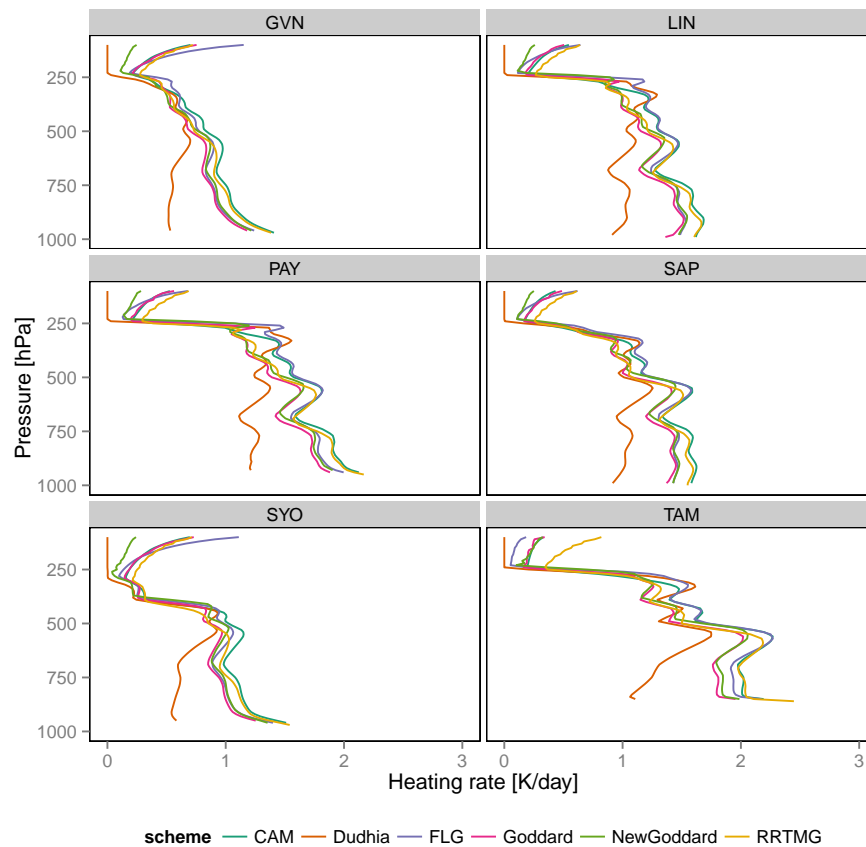 GVN LIN
250
500
750
1000
PAY SAP
250
500
750
1000
SYO TAM
250
500
750
1000
Pressure [hPa]
0 1 2 3 0 1 2 3
Heating rate [K/day]
scheme CAM Dudhia FLG Goddard NewGoddard RRTMG